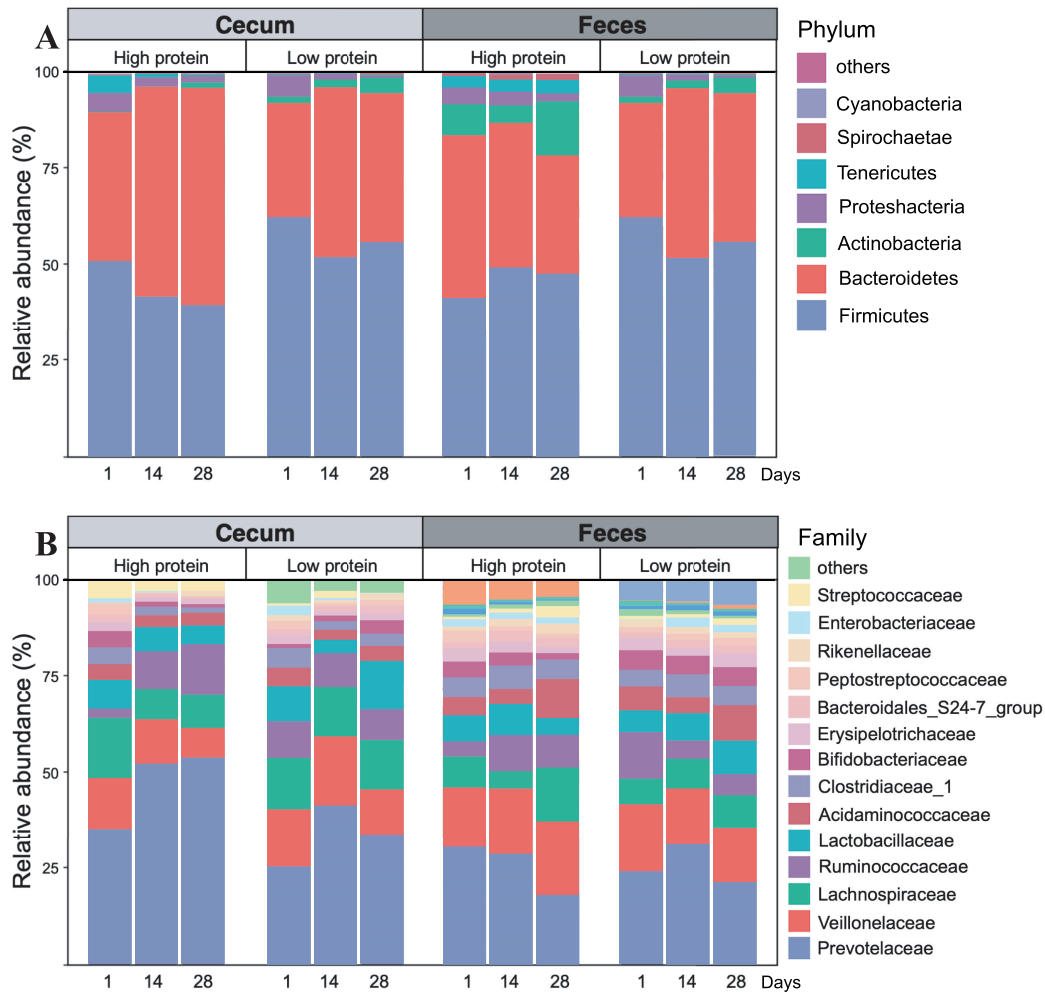 A
Cecum
Feces
High protein
Low protein
High protein
Low protein
Relative abundance (%)
100
75
50
25
1 14 28 1 14 28 1 14 28 1 14 28 Days
Phylum
others
Cyanobacteria
Spirochaetae
Tenericutes
Proteshacteria
Actinobacteria
Bacteroidetes
Firmicutes
B
Cecum
Feces
High protein
Low protein
High protein
Low protein
Relative abundance (%)
100
75
50
25
1 14 28 1 14 28 1 14 28 1 14 28 Days
Family
others
Streptococcaceae
Enterobacteriaceae
Rikenellaceae
Peptostreptococcaceae
Bacteroidales_S24-7_group
Erysipelotrichaceae
Bifidobacteriaceae
Clostridiaceae_1
Acidaminococcaceae
Lactobacillaceae
Ruminococcaceae
Lachnospiraceae
Veillonelaceae
Prevotelaceae